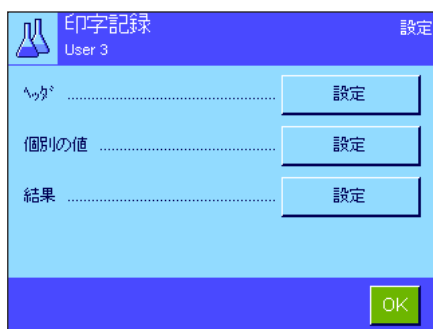 印字記録
設定
User 3
ﾍｯﾀﾞ 設定
個別の値 設定
結果 設定
OK